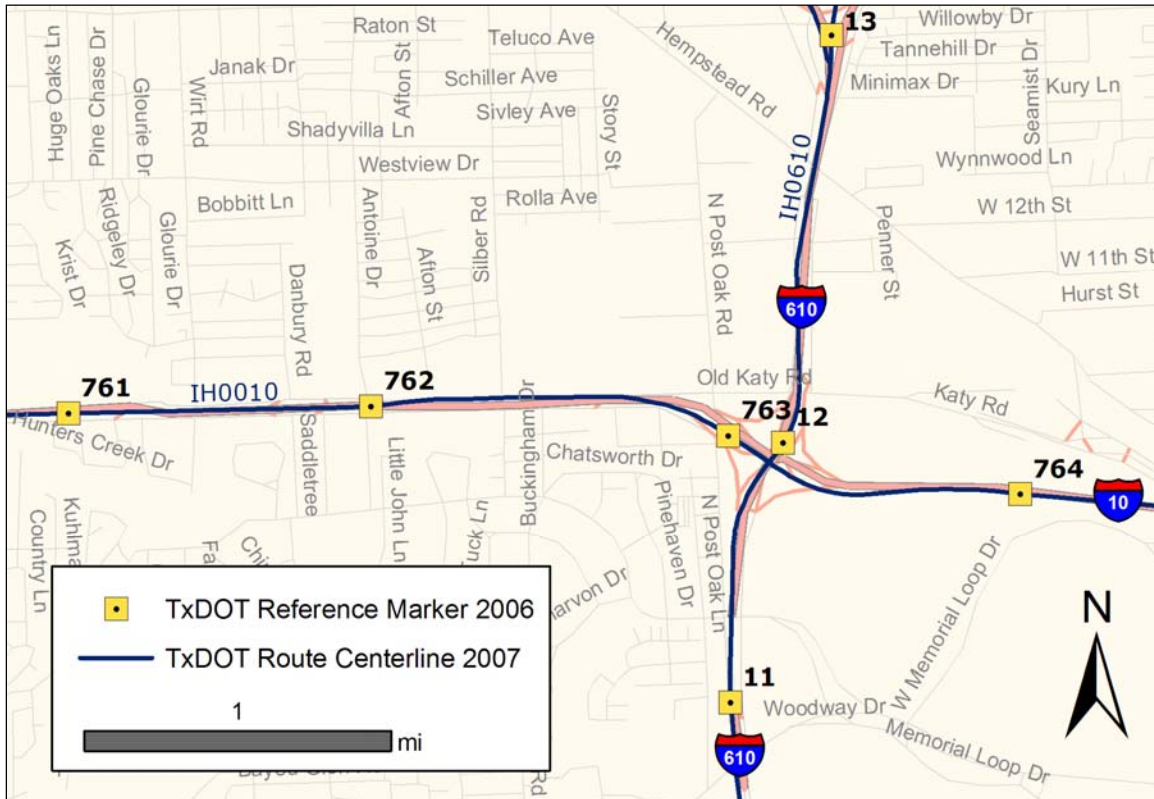 Huge Oaks Ln
Pine Chase Dr
Glourie Dr
Wirt Rd
Janak Dr
Raton St
Afton St
Teluco Ave
Schiller Ave
Sivley Ave
Shadyvilla Ln
Westview Dr
Story St
Hempstead Rd
13
Willowby Dr
Tannehill Dr
Minimax Dr
Seamist Dr
Kury Ln
Wynnwood Ln
IH0610
Krist Dr
Ridgeley Dr
Glourie Dr
Bobbitt Ln
Danbury Rd
Antoine Dr
Afton St
Silber Rd
Rolla Ave
N Post Oak Rd
W 12th St
Penner St
W 11th St
Hurst St
610
761
IH0010
762
Old Katy Rd
Katy Rd
763
12
764
10
Hunters Creek Dr
Saddletree
Little John Ln
Buckingham Dr
Chatsworth Dr
Pinehaven Dr
N Post Oak Ln
Country Ln
Tuck Ln
W Memorial Loop Dr
TxDOT Reference Marker 2006
TxDOT Route Centerline 2007
1
mi
11
Woodway Dr
Memorial Loop Dr
610
N
Rd